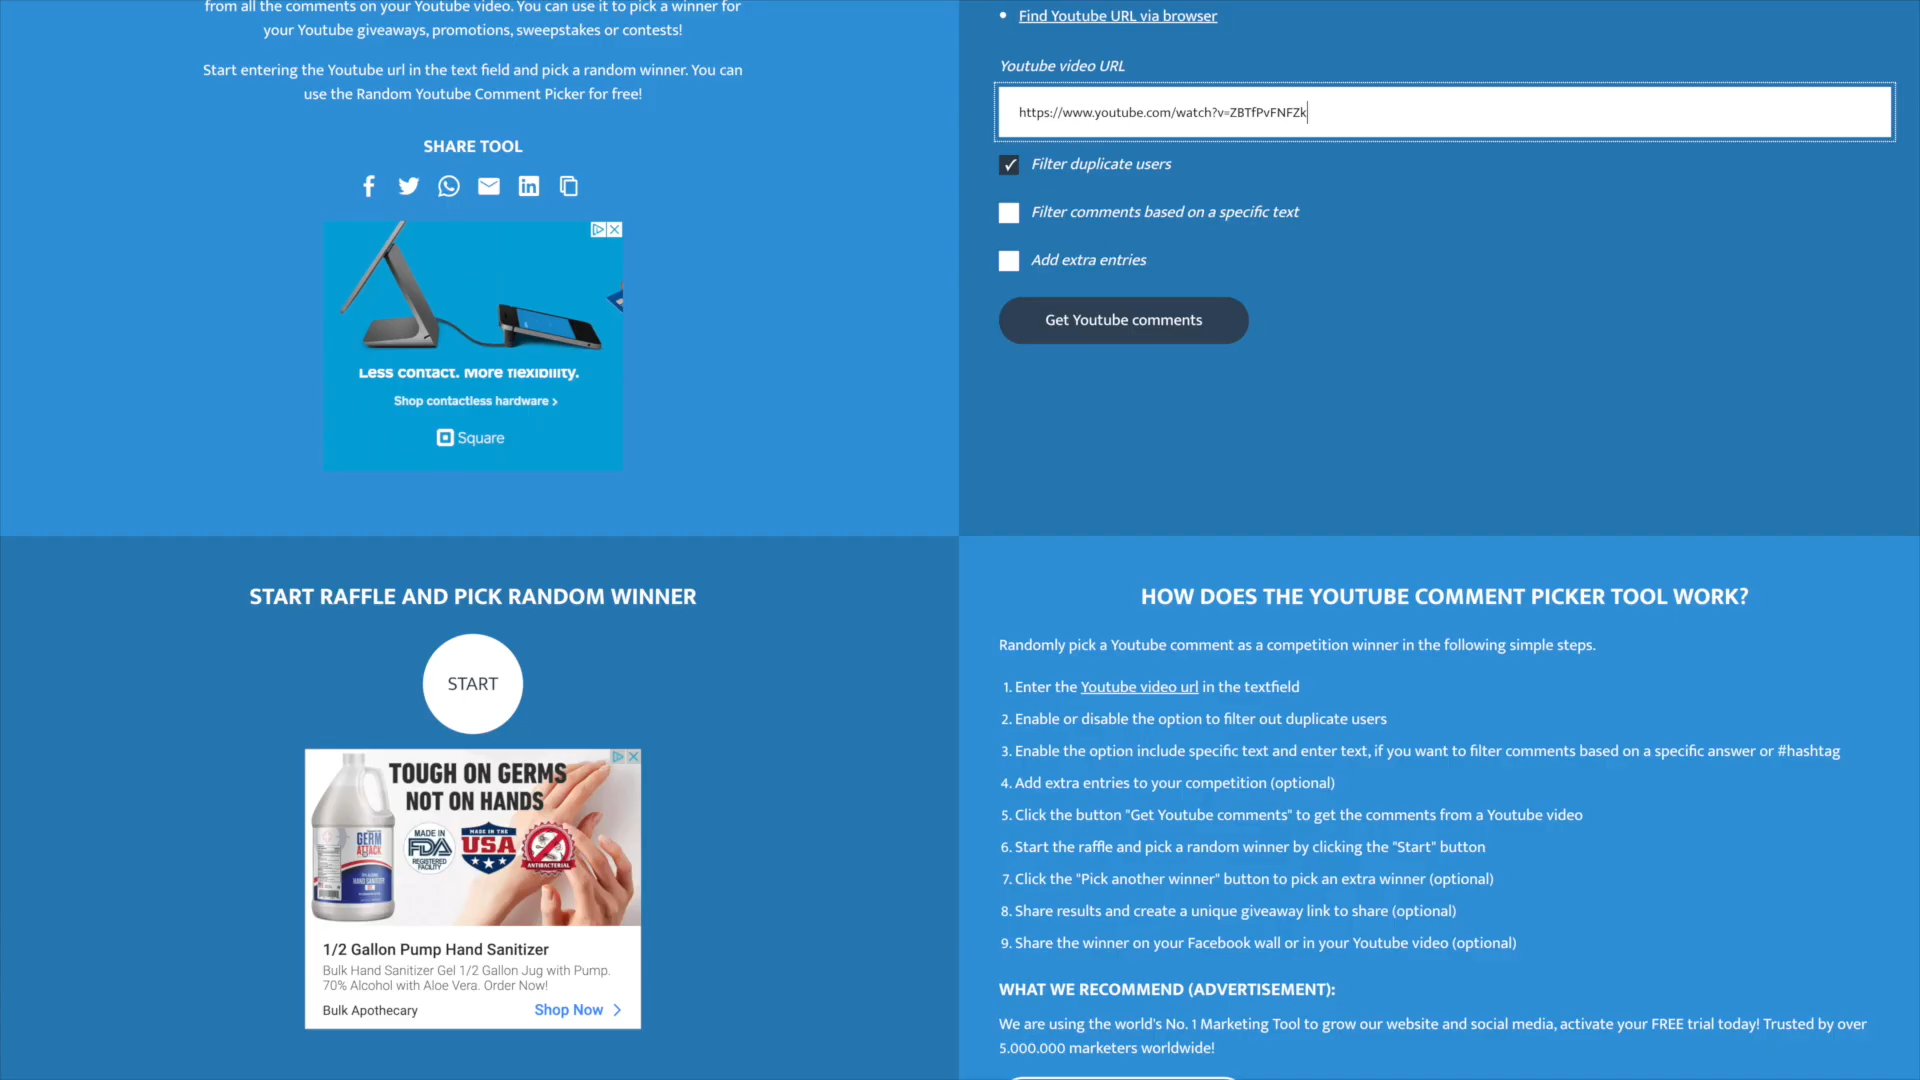 from all the comments on your Youtube video. You can use it to pick a winner for
your Youtube giveaways, promotions, sweepstakes or contests!
Start entering the Youtube url in the text field and pick a random winner. You can
use the Random Youtube Comment Picker for free!
SHARE TOOL
Less contact. More flexibility.
Shop contactless hardware >
Square
Find Youtube URL via browser
Youtube video URL
https://www.youtube.com/watch?v=ZBTfPvFNFZk
Filter duplicate users
Filter comments based on a specific text
Add extra entries
Get Youtube comments
START RAFFLE AND PICK RANDOM WINNER
START
TOUGH ON GERMS
NOT ON HANDS
GERM
ATTACK
HAND SANITIZER
MADE IN
FDA
REGISTERED
FACILITY
MADE IN THE
USA
ANTIBACTERIAL
1/2 Gallon Pump Hand Sanitizer
Bulk Hand Sanitizer Gel 1/2 Gallon Jug with Pump.
70% Alcohol with Aloe Vera. Order Now!
Bulk Apothecary
Shop Now
HOW DOES THE YOUTUBE COMMENT PICKER TOOL WORK?
Randomly pick a Youtube comment as a competition winner in the following simple steps.
1. Enter the Youtube video url in the textfield
2. Enable or disable the option to filter out duplicate users
3. Enable the option include specific text and enter text, if you want to filter comments based on a specific answer or #hashtag
4. Add extra entries to your competition (optional)
5. Click the button "Get Youtube comments" to get the comments from a Youtube video
6. Start the raffle and pick a random winner by clicking the "Start" button
7. Click the "Pick another winner" button to pick an extra winner (optional)
8. Share results and create a unique giveaway link to share (optional)
9. Share the winner on your Facebook wall or in your Youtube video (optional)
WHAT WE RECOMMEND (ADVERTISEMENT):
We are using the world's No. 1 Marketing Tool to grow our website and social media, activate your FREE trial today! Trusted by over
5.000.000 marketers worldwide!